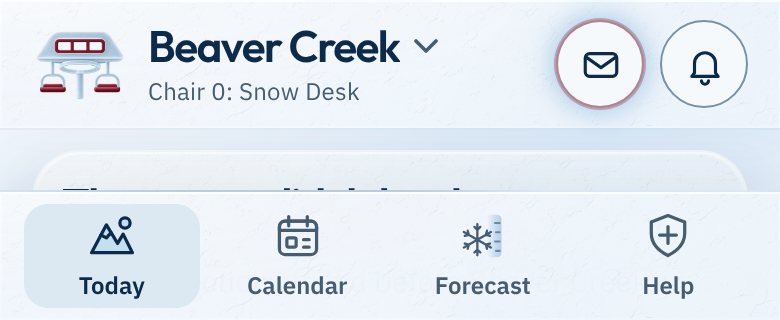 Beaver Creek
Chair 0: Snow Desk
Today
Calendar
Forecast
Help